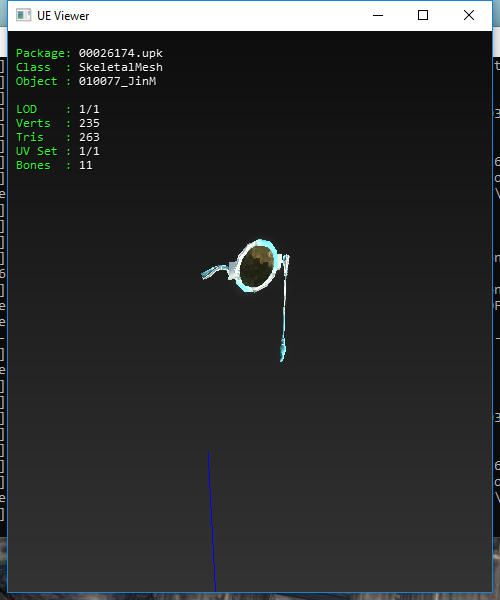 UE Viewer
Package: 00026174.upk
Class  : SkeletalMesh
Object : 010077_JinM
LOD    : 1/1
Verts  : 235
Tris   : 263
UV Set : 1/1
Bones  : 11